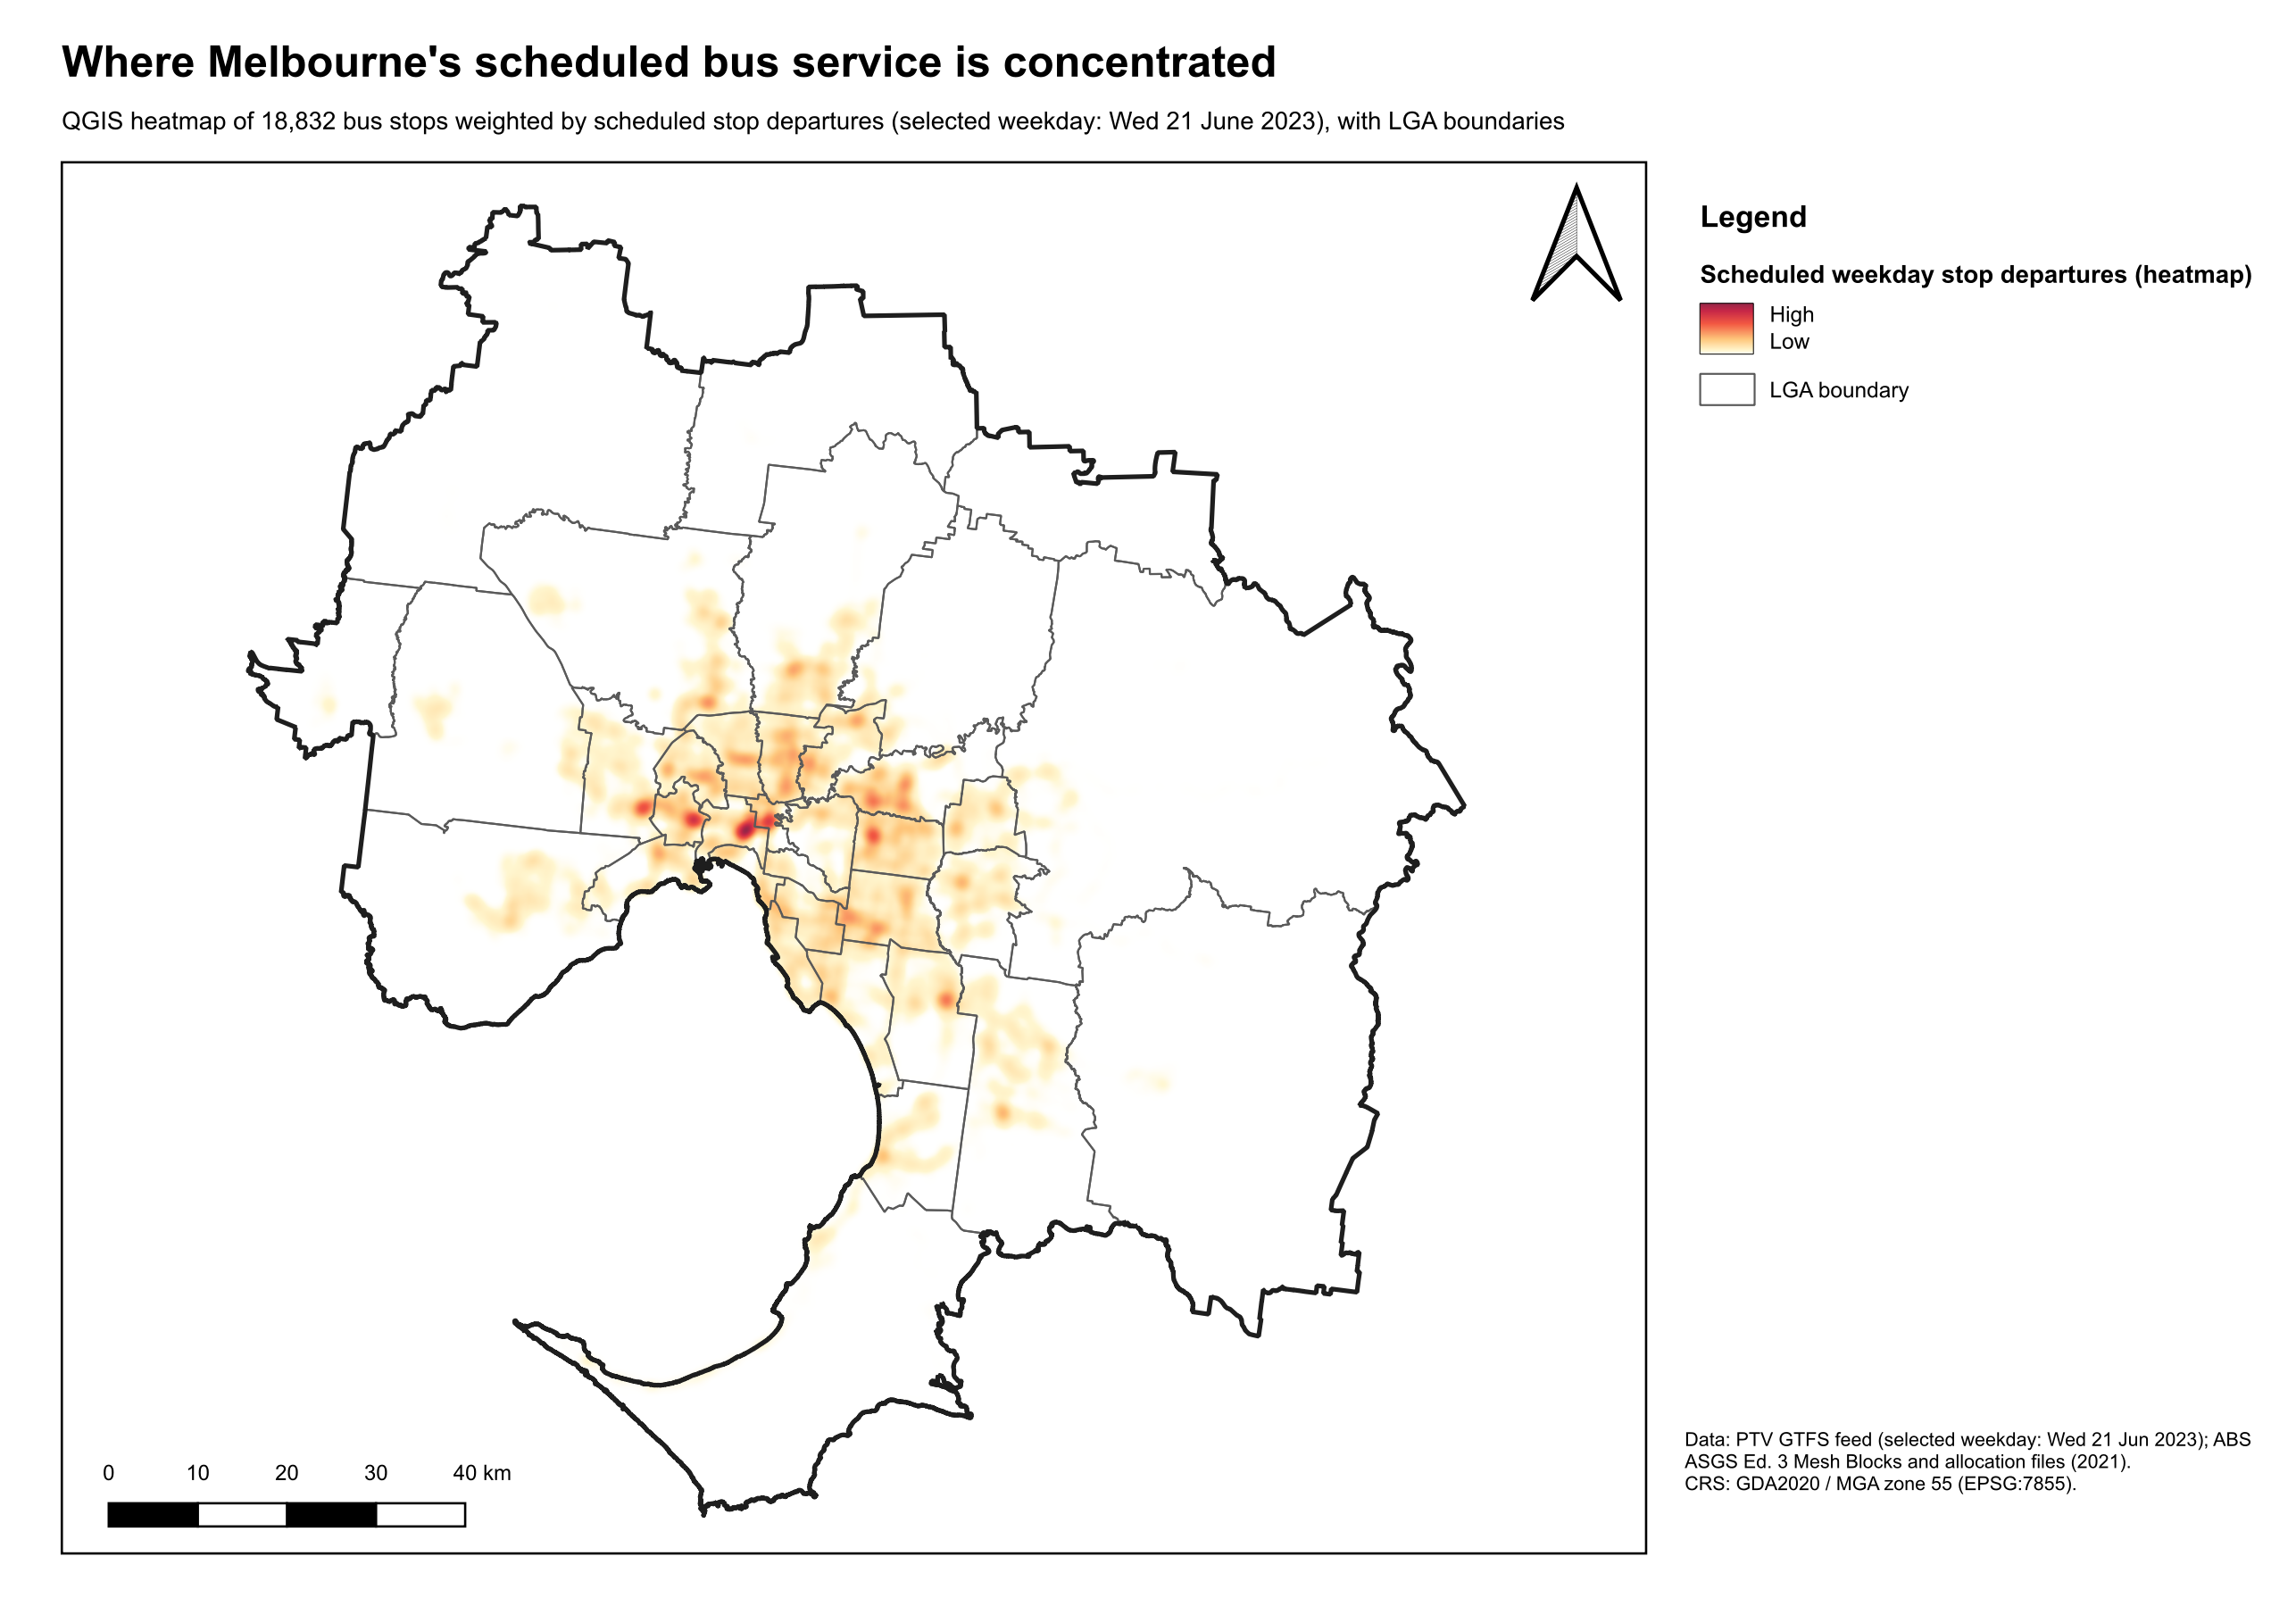 Where Melbourne's scheduled bus service is concentrated
QGIS heatmap of 18,832 bus stops weighted by scheduled stop departures (selected weekday: Wed 21 June 2023), with LGA boundaries
Legend
Scheduled weekday stop departures (heatmap)
High
Low
LGA boundary
0 10 20 30 40 km
Data: PTV GTFS feed (selected weekday: Wed 21 Jun 2023); ABS
ASGS Ed. 3 Mesh Blocks and allocation files (2021).
CRS: GDA2020 / MGA zone 55 (EPSG:7855).